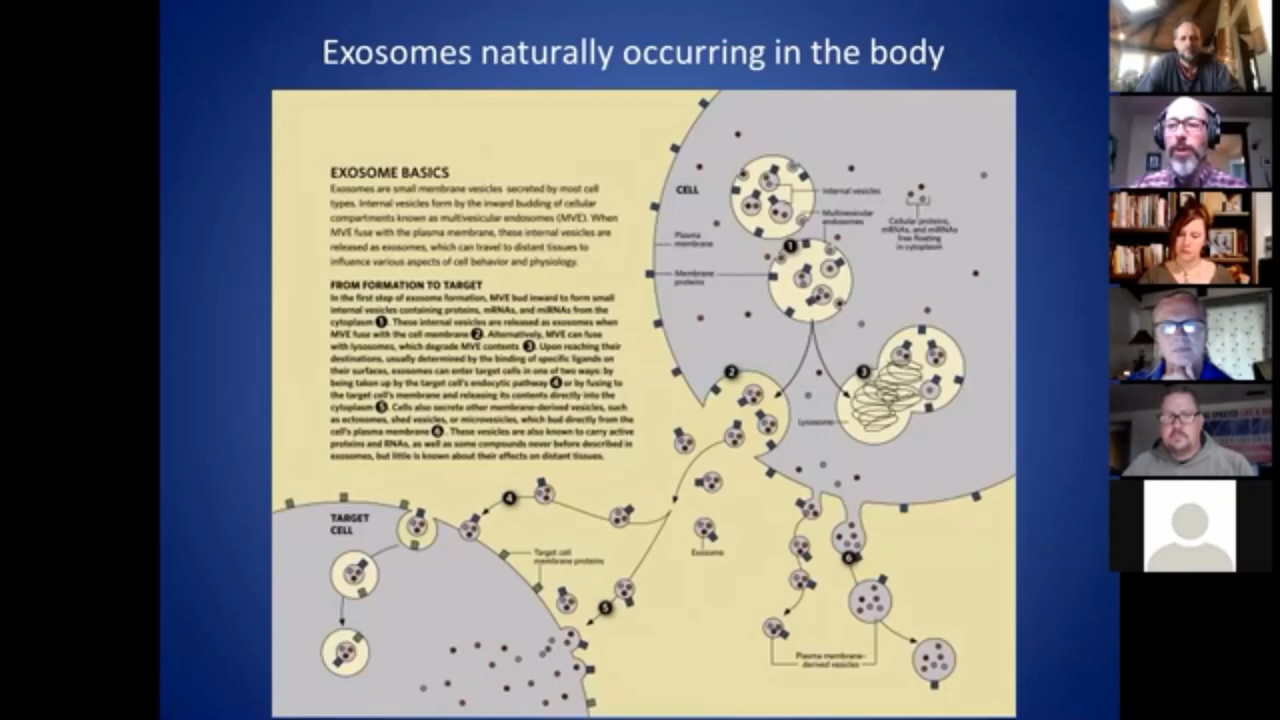 Exosomes naturally occurring in the body
EXOSOME BASICS
Exosomes are small membrane vesicles secreted by most cell
types. Internal vesicles form by the inward budding of cellular
compartments known as multivesicular endosomes (MVE). When
MVE fuse with the plasma membrane, these internal vesicles are
released as exosomes, which can travel to distant tissues to
influence various aspects of cell behavior and physiology.
FROM FORMATION TO TARGET
In the first step of exosome formation, MVE bud inward to form small
internal vesicles containing proteins, mRNAs, and miRNAs from the
cytoplasm 1. These internal vesicles are released as exosomes when
MVE fuse with the cell membrane 2. Alternatively, MVE can fuse
with lysosomes, which degrade MVE contents 3. Upon reaching their
destinations, usually determined by the binding of specific ligands on
their surfaces, exosomes can enter target cells in one of two ways: by
being taken up by the target cell's endocytic pathway 4 or by fusing to
the target cell's membrane and releasing its contents directly into the
cytoplasm 5. Cells also secrete other membrane-derived vesicles, such
as ectosomes, shed vesicles, or microvesicles, which bud directly from the
cell's plasma membrane 6. These vesicles are also known to carry active
proteins and RNAs, as well as some compounds never before described in
exosomes, but little is known about their effects on distant tissues.
CELL
Internal vesicles
Multivesicular
endosomes
Cellular proteins,
mRNAs, and miRNAs
free floating
in cytoplasm
Plasma
membrane
Membrane
proteins
1
2
3
Lysosome
4
TARGET
CELL
Target cell
membrane proteins
Exosome
5
6
Plasma membrane-
derived vesicles